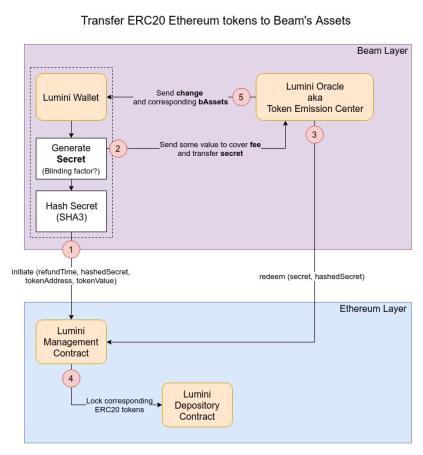 Transfer ERC20 Ethereum tokens to Beam's Assets
Beam Layer
Lumini Wallet
Send change
and corresponding bAssets
5
Lumini Oracle
aka
Token Emission Center
3
Generate
Secret
(Blinding factor?)
2
Send some value to cover fee
and transfer secret
Hash Secret
(SHA3)
1
initiate (refundTime, hashedSecret,
tokenAddress, tokenValue)
redeem (secret, hashedSecret)
Ethereum Layer
Lumini
Management
Contract
4
Lock corresponding
ERC20 tokens
Lumini
Depository
Contract